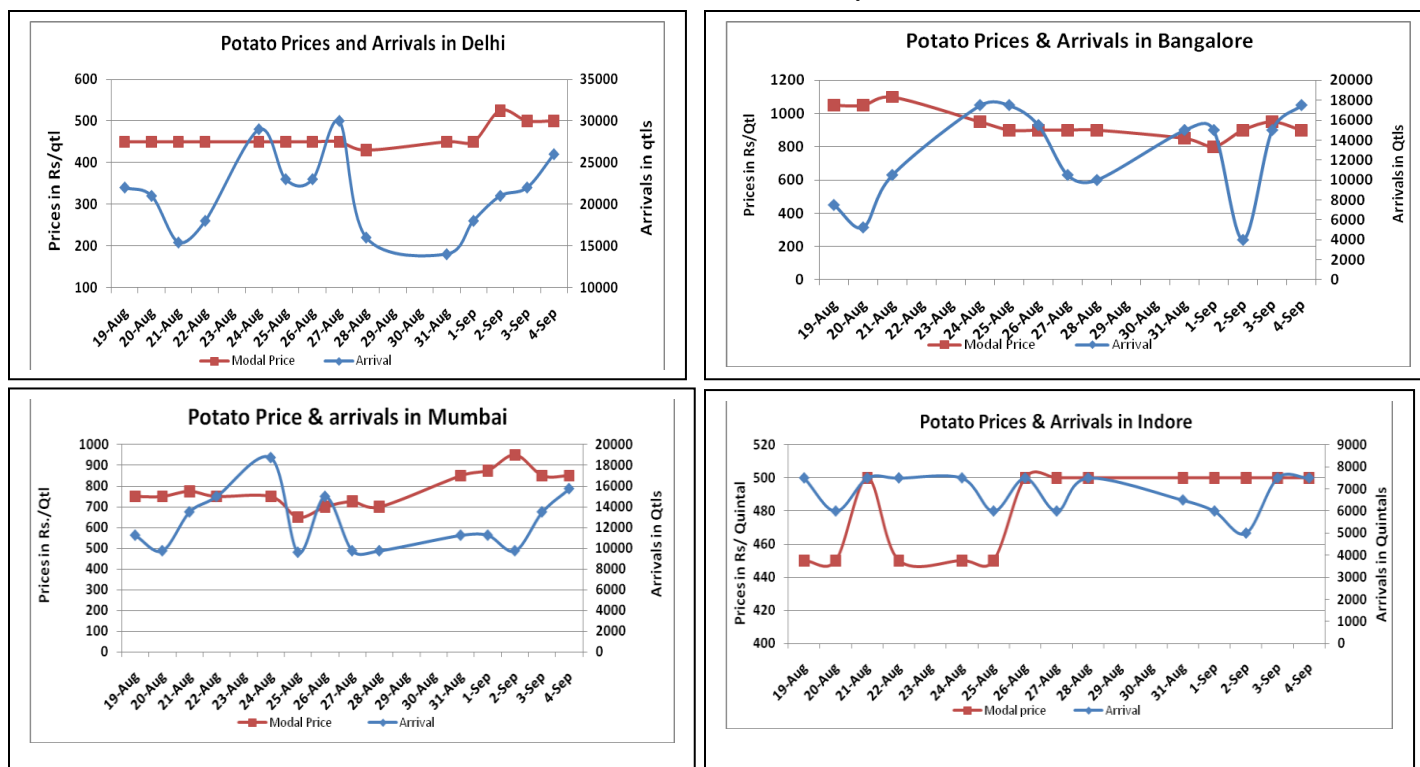 Potato Prices and Arrivals in Delhi
Prices in Rs/qtl
600
500
400
300
200
100
35000
30000
25000
20000
15000
10000
Arrivals in qtls
19-Aug
20-Aug
21-Aug
22-Aug
23-Aug
24-Aug
25-Aug
26-Aug
27-Aug
28-Aug
29-Aug
30-Aug
31-Aug
1-Sep
2-Sep
3-Sep
4-Sep
Modal Price Arrival
Potato Prices & Arrivals in Bangalore
Prices in Rs/Qtl
1200
1000
800
600
400
200
0
20000
18000
16000
14000
12000
10000
8000
6000
4000
2000
0
Arrivals in Qtls
19-Aug
20-Aug
21-Aug
22-Aug
23-Aug
24-Aug
25-Aug
26-Aug
27-Aug
28-Aug
29-Aug
30-Aug
31-Aug
1-Sep
2-Sep
3-Sep
4-Sep
Modal Price Arrival
Potato Price & arrivals in Mumbai
Prices in Rs./Qtl
1000
900
800
700
600
500
400
300
200
100
0
20000
18000
16000
14000
12000
10000
8000
6000
4000
2000
0
Arrivals in Qtls
19-Aug
20-Aug
21-Aug
22-Aug
23-Aug
24-Aug
25-Aug
26-Aug
27-Aug
28-Aug
29-Aug
30-Aug
31-Aug
1-Sep
2-Sep
3-Sep
4-Sep
Modal Price Arrival
Potato Prices & Arrivals in Indore
Prices in Rs/ Quintal
520
500
480
460
440
420
400
9000
8000
7000
6000
5000
4000
3000
2000
1000
0
Arrivals in Quintals
19-Aug
20-Aug
21-Aug
22-Aug
23-Aug
24-Aug
25-Aug
26-Aug
27-Aug
28-Aug
29-Aug
30-Aug
31-Aug
1-Sep
2-Sep
3-Sep
4-Sep
Modal price Arrival